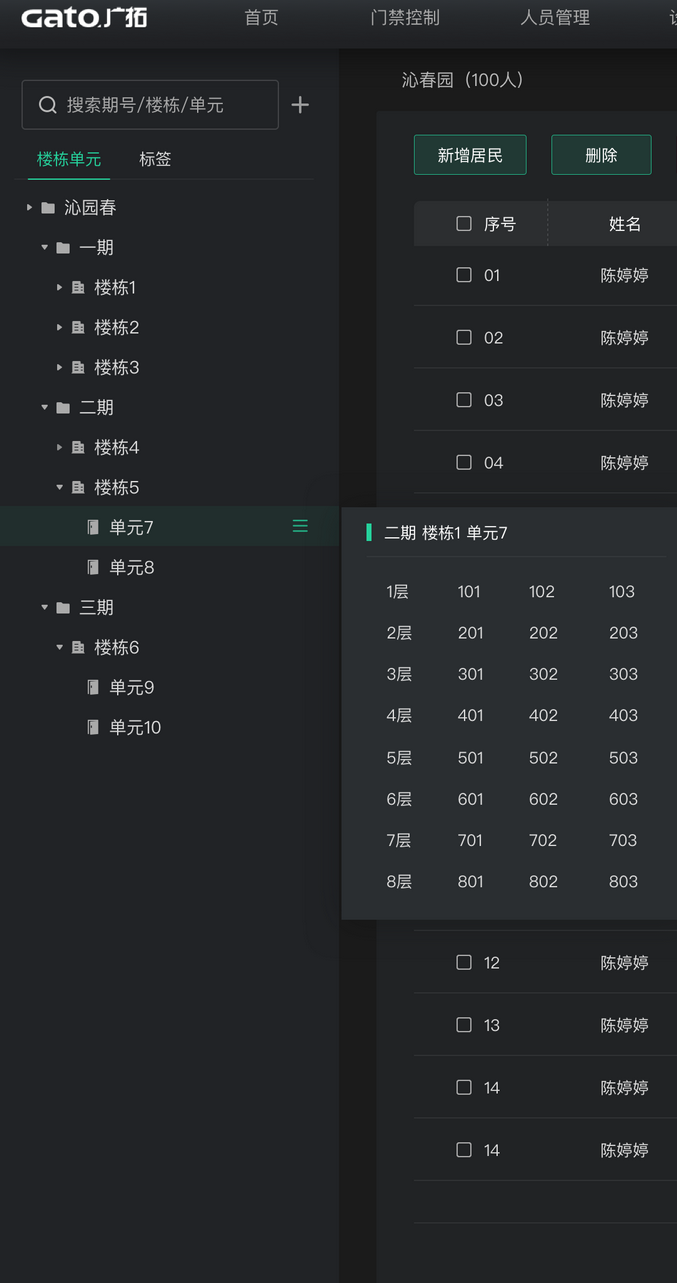 Gato.广拓
首页
门禁控制
人员管理
搜索期号/楼栋/单元
楼栋单元
标签
沁园春
一期
楼栋1
楼栋2
楼栋3
二期
楼栋4
楼栋5
单元7
单元8
三期
楼栋6
单元9
单元10
沁春园（100人）
新增居民
删除
序号 姓名
01 陈婷婷
02 陈婷婷
03 陈婷婷
04 陈婷婷
二期 楼栋1 单元7
1层 101 102 103
2层 201 202 203
3层 301 302 303
4层 401 402 403
5层 501 502 503
6层 601 602 603
7层 701 702 703
8层 801 802 803
12 陈婷婷
13 陈婷婷
14 陈婷婷
14 陈婷婷